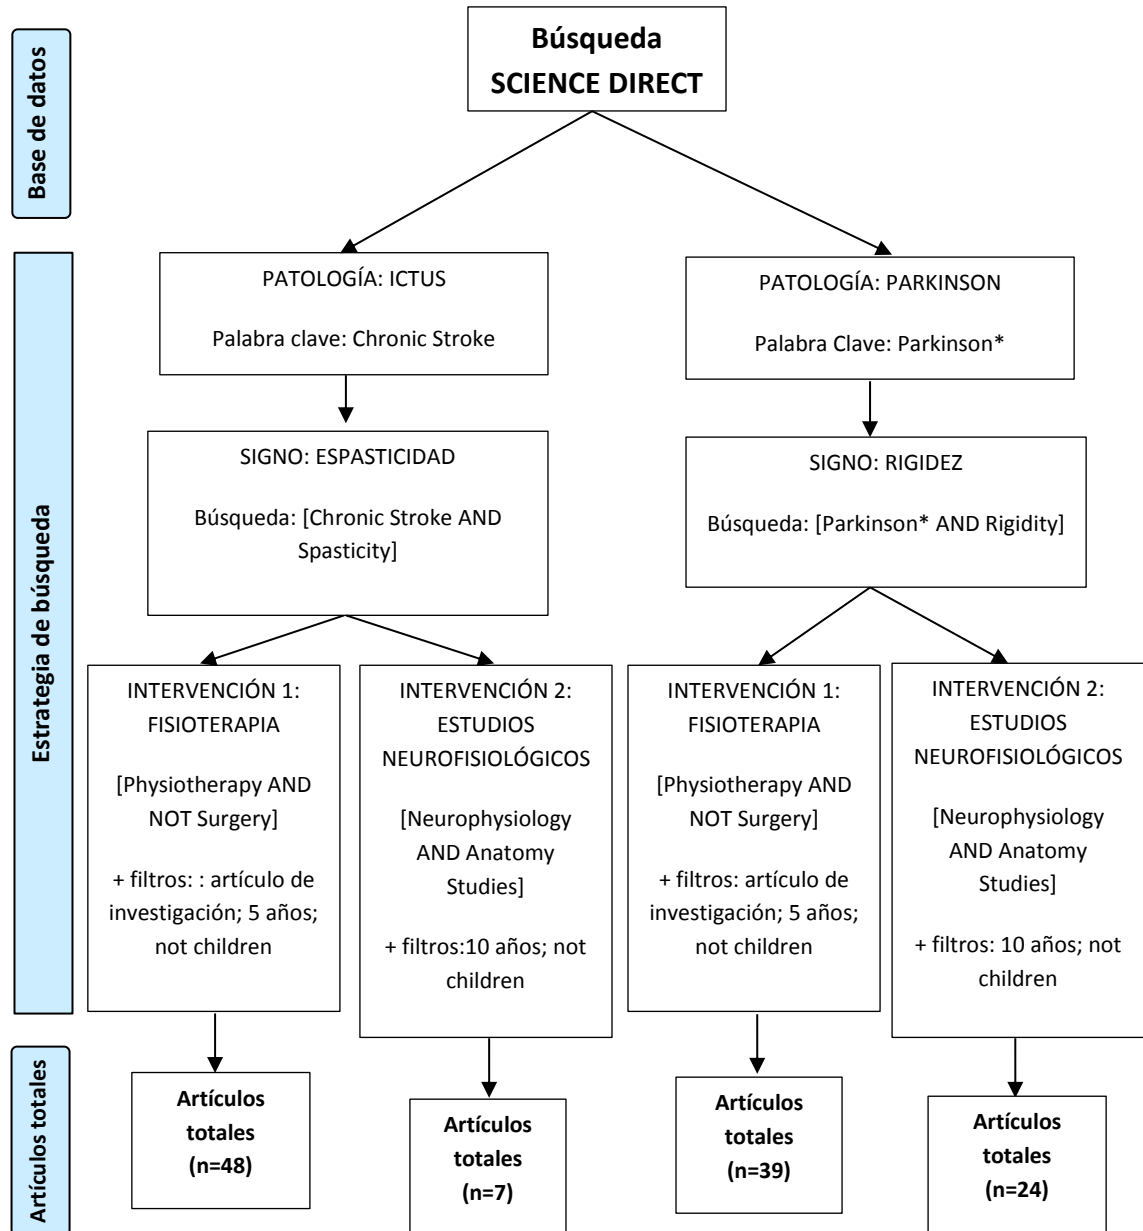 Base de datos
Búsqueda
SCIENCE DIRECT
Estrategia de búsqueda
PATOLOGÍA: ICTUS
Palabra clave: Chronic Stroke
PATOLOGÍA: PARKINSON
Palabra Clave: Parkinson*
SIGNO: ESPASTICIDAD
Búsqueda: [Chronic Stroke AND
Spasticity]
SIGNO: RIGIDEZ
Búsqueda: [Parkinson* AND Rigidity]
INTERVENCIÓN 1:
FISIOTERAPIA
[Physiotherapy AND
NOT Surgery]
+ filtros: : artículo de
investigación; 5 años;
not children
INTERVENCIÓN 2:
ESTUDIOS
NEUROFISIOLÓGICOS
[Neurophysiology
AND Anatomy
Studies]
+ filtros:10 años; not
children
INTERVENCIÓN 1:
FISIOTERAPIA
[Physiotherapy AND
NOT Surgery]
+ filtros: artículo de
investigación; 5 años;
not children
INTERVENCIÓN 2:
ESTUDIOS
NEUROFISIOLÓGICOS
[Neurophysiology
AND Anatomy
Studies]
+ filtros: 10 años; not
children
Artículos totales
Artículos
totales
(n=48)
Artículos
totales
(n=7)
Artículos
totales
(n=39)
Artículos
totales
(n=24)